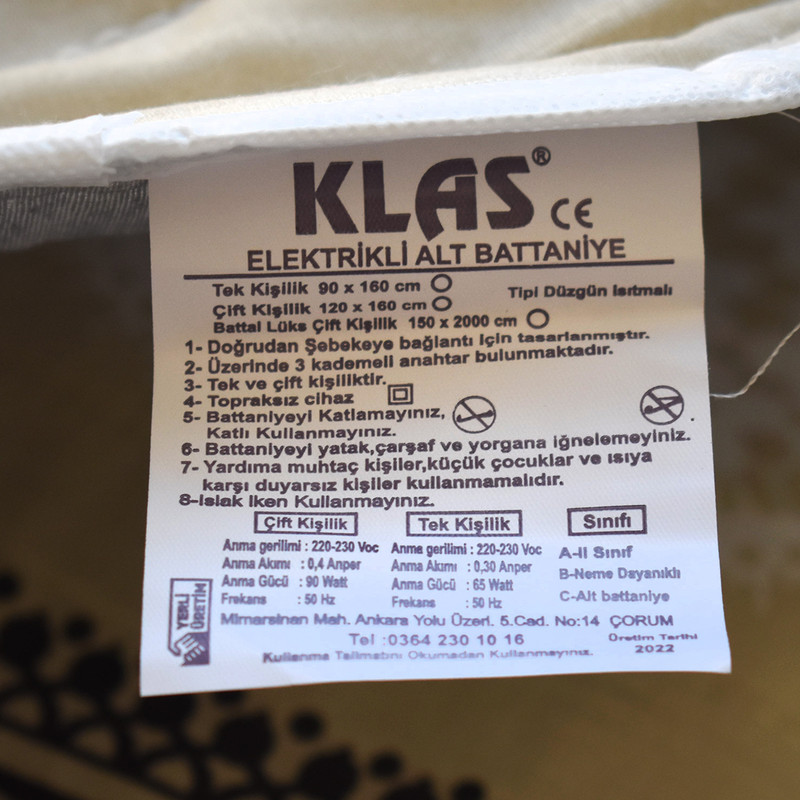 KLAS® CE
ELEKTRİKLİ ALT BATTANİYE
Tek Kişilik 90 x 160 cm
Çift Kişilik 120 x 160 cm
Tipi Düzgün Isıtmalı
Battal Lüks Çift Kişilik 150 x 2000 cm
1- Doğrudan Şebekeye bağlantı için tasarlanmıştır.
2- Üzerinde 3 kademeli anahtar bulunmaktadır.
3- Tek ve çift kişiliktir.
4- Topraksız cihaz
5- Battaniyeyi Katlamayınız,
Katlı Kullanmayınız.
6- Battaniyeyi yatak,çarşaf ve yorgana iğnelemeyiniz.
7- Yardıma muhtaç kişiler,küçük çocuklar ve ısıya
karşı duyarsız kişiler kullanmamalıdır.
8-Islak Iken Kullanmayınız.
Çift Kişilik Tek Kişilik Sınıfı
Anma gerilimi : 220-230 Voc Anma gerilimi : 220-230 Voc A-II Sınıf
Anma Akımı : 0,4 Anper Anma Akımı : 0,30 Anper B-Neme Dayanıklı
Anma Gücü : 90 Watt Anma Gücü : 65 Watt C-Alt battaniye
Frekans : 50 Hz Frekans : 50 Hz
YERLİ ÜRETİM
Mimarsinan Mah. Ankara Yolu Üzeri. 5.Cad. No:14 ÇORUM
Tel :0364 230 10 16 Üretim Tarihi
Kullanma Talimatını Okumadan Kullanmayınız. 2022